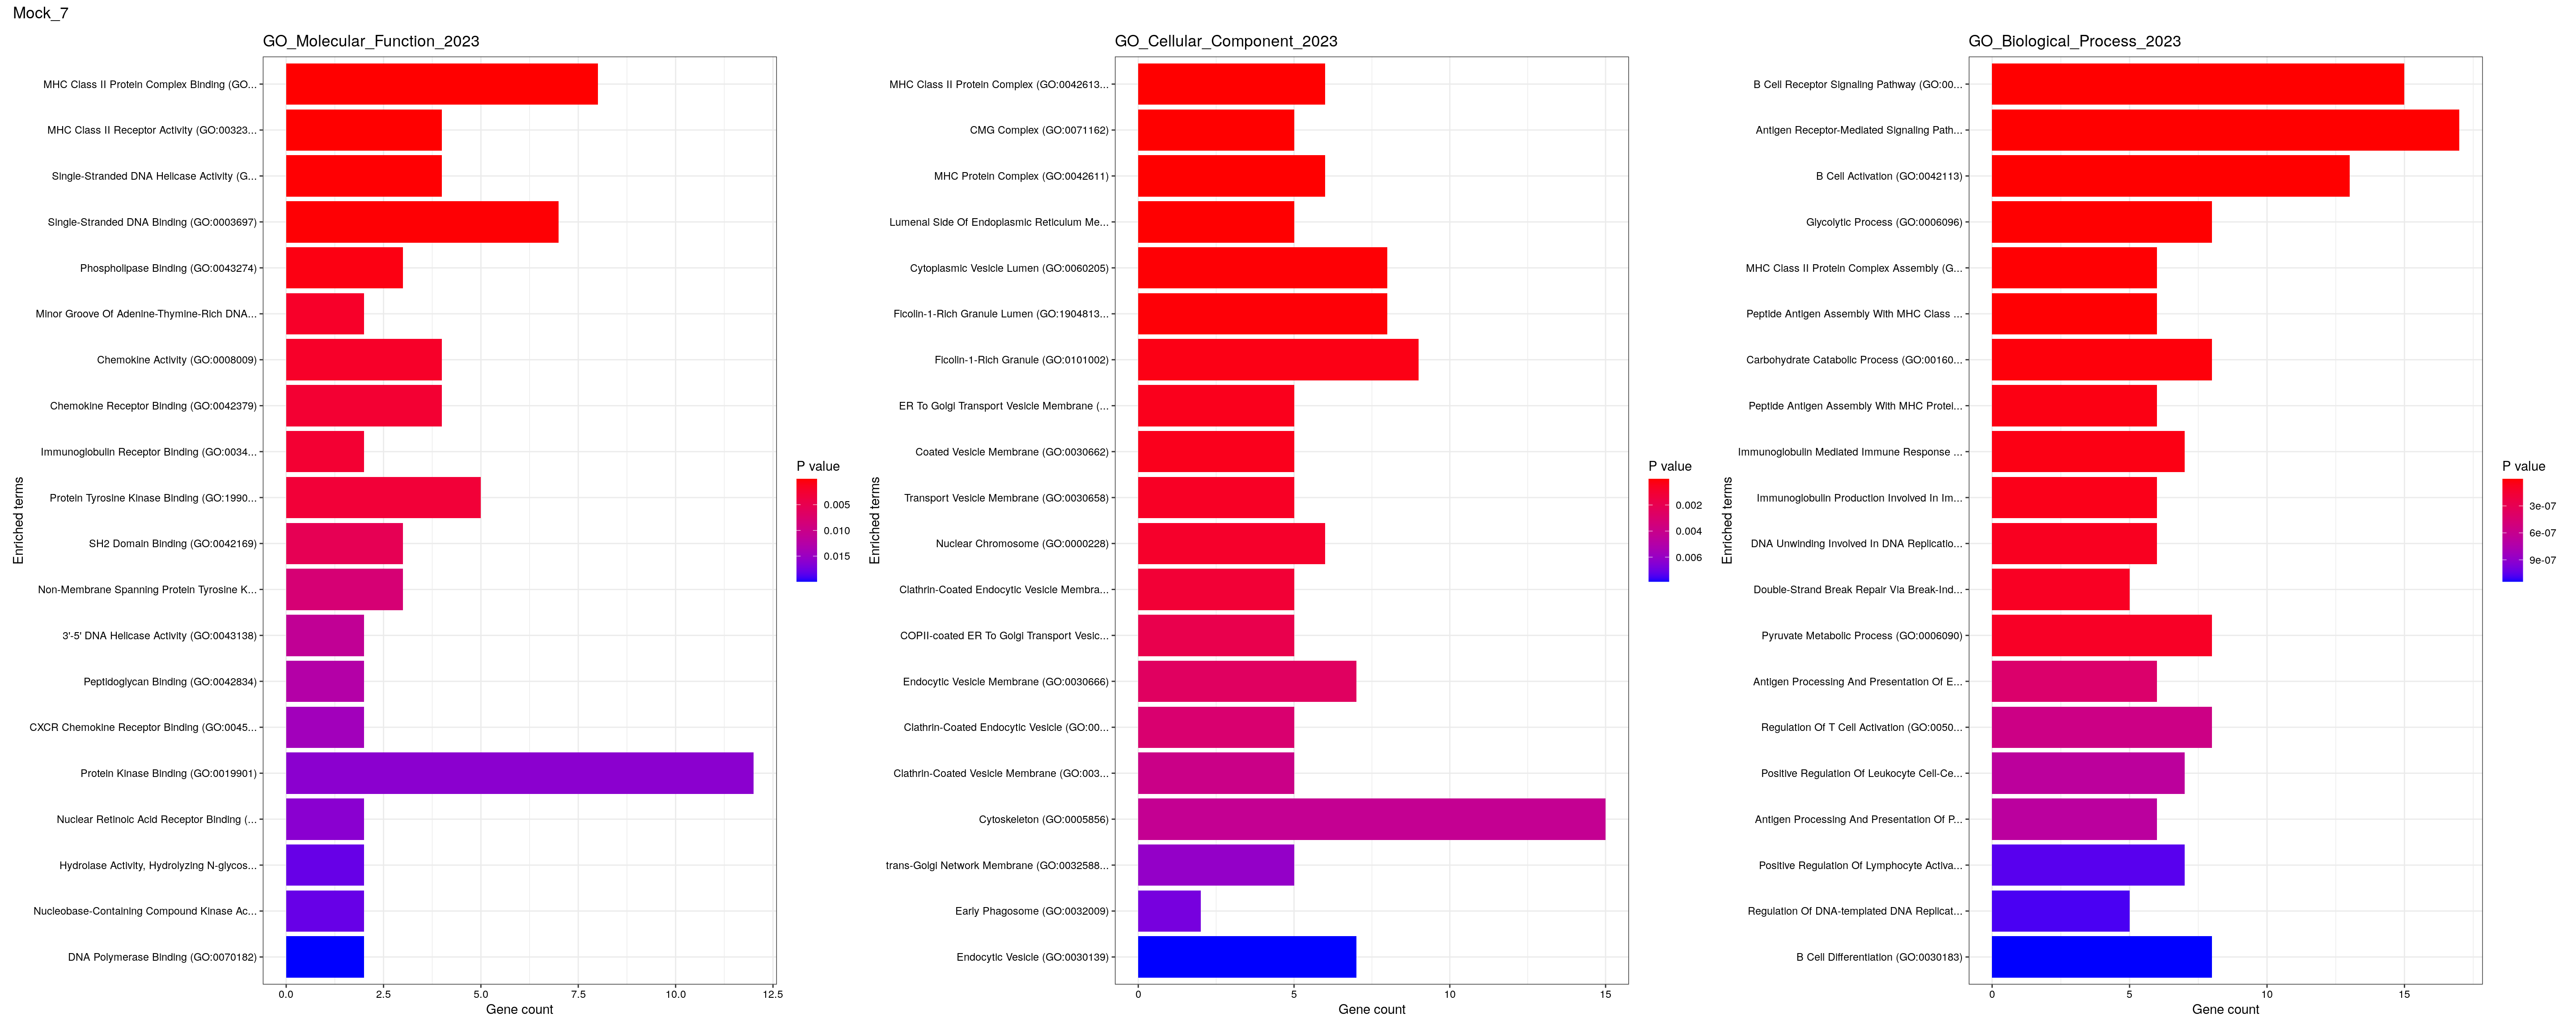 Mock_7
GO_Molecular_Function_2023
MHC Class II Protein Complex Binding (GO...
MHC Class II Receptor Activity (GO:00323...
Single-Stranded DNA Helicase Activity (G...
Single-Stranded DNA Binding (GO:0003697)
Phospholipase Binding (GO:0043274)
Minor Groove Of Adenine-Thymine-Rich DNA...
Chemokine Activity (GO:0008009)
Chemokine Receptor Binding (GO:0042379)
Immunoglobulin Receptor Binding (GO:0034...
Protein Tyrosine Kinase Binding (GO:1990...
SH2 Domain Binding (GO:0042169)
Non-Membrane Spanning Protein Tyrosine K...
3'-5' DNA Helicase Activity (GO:0043138)
Peptidoglycan Binding (GO:0042834)
CXCR Chemokine Receptor Binding (GO:0045...
Protein Kinase Binding (GO:0019901)
Nuclear Retinoic Acid Receptor Binding (...
Hydrolase Activity, Hydrolyzing N-glycos...
Nucleobase-Containing Compound Kinase Ac...
DNA Polymerase Binding (GO:0070182)
Enriched terms
0.0 2.5 5.0 7.5 10.0 12.5
Gene count
P value
0.005
0.010
0.015
GO_Cellular_Component_2023
MHC Class II Protein Complex (GO:0042613...
CMG Complex (GO:0071162)
MHC Protein Complex (GO:0042611)
Lumenal Side Of Endoplasmic Reticulum Me...
Cytoplasmic Vesicle Lumen (GO:0060205)
Ficolin-1-Rich Granule Lumen (GO:1904813...
Ficolin-1-Rich Granule (GO:0101002)
ER To Golgi Transport Vesicle Membrane (...
Coated Vesicle Membrane (GO:0030662)
Transport Vesicle Membrane (GO:0030658)
Nuclear Chromosome (GO:0000228)
Clathrin-Coated Endocytic Vesicle Membra...
COPII-coated ER To Golgi Transport Vesic...
Endocytic Vesicle Membrane (GO:0030666)
Clathrin-Coated Endocytic Vesicle (GO:00...
Clathrin-Coated Vesicle Membrane (GO:003...
Cytoskeleton (GO:0005856)
trans-Golgi Network Membrane (GO:0032588...
Early Phagosome (GO:0032009)
Endocytic Vesicle (GO:0030139)
Enriched terms
0 5 10 15
Gene count
P value
0.002
0.004
0.006
GO_Biological_Process_2023
B Cell Receptor Signaling Pathway (GO:00...
Antigen Receptor-Mediated Signaling Path...
B Cell Activation (GO:0042113)
Glycolytic Process (GO:0006096)
MHC Class II Protein Complex Assembly (G...
Peptide Antigen Assembly With MHC Class ...
Carbohydrate Catabolic Process (GO:00160...
Peptide Antigen Assembly With MHC Protei...
Immunoglobulin Mediated Immune Response ...
Immunoglobulin Production Involved In Im...
DNA Unwinding Involved In DNA Replicatio...
Double-Strand Break Repair Via Break-Ind...
Pyruvate Metabolic Process (GO:0006090)
Antigen Processing And Presentation Of E...
Regulation Of T Cell Activation (GO:0050...
Positive Regulation Of Leukocyte Cell-Ce...
Antigen Processing And Presentation Of P...
Positive Regulation Of Lymphocyte Activa...
Regulation Of DNA-templated DNA Replicat...
B Cell Differentiation (GO:0030183)
Enriched terms
0 5 10 15
Gene count
P value
3e-07
6e-07
9e-07